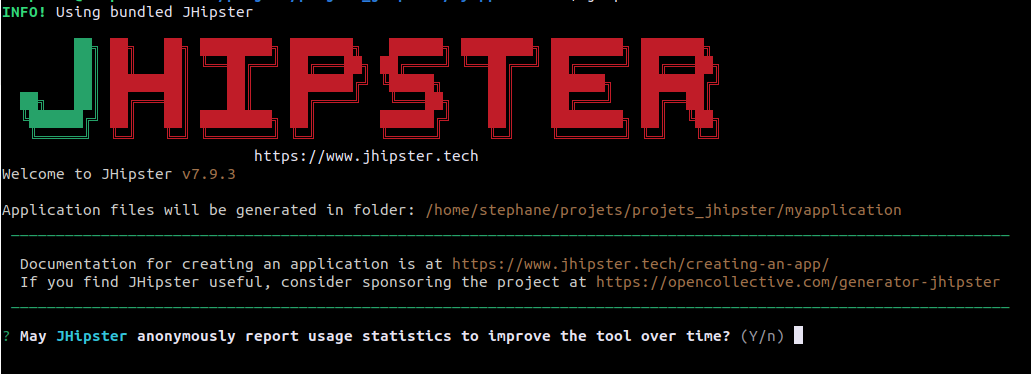 INFO! Using bundled JHipster
JHIPSTER
https://www.jhipster.tech
Welcome to JHipster v7.9.3
Application files will be generated in folder: /home/stephane/projets/projets_jhipster/myapplication
Documentation for creating an application is at https://www.jhipster.tech/creating-an-app/
If you find JHipster useful, consider sponsoring the project at https://opencollective.com/generator-jhipster
? May JHipster anonymously report usage statistics to improve the tool over time? (Y/n)